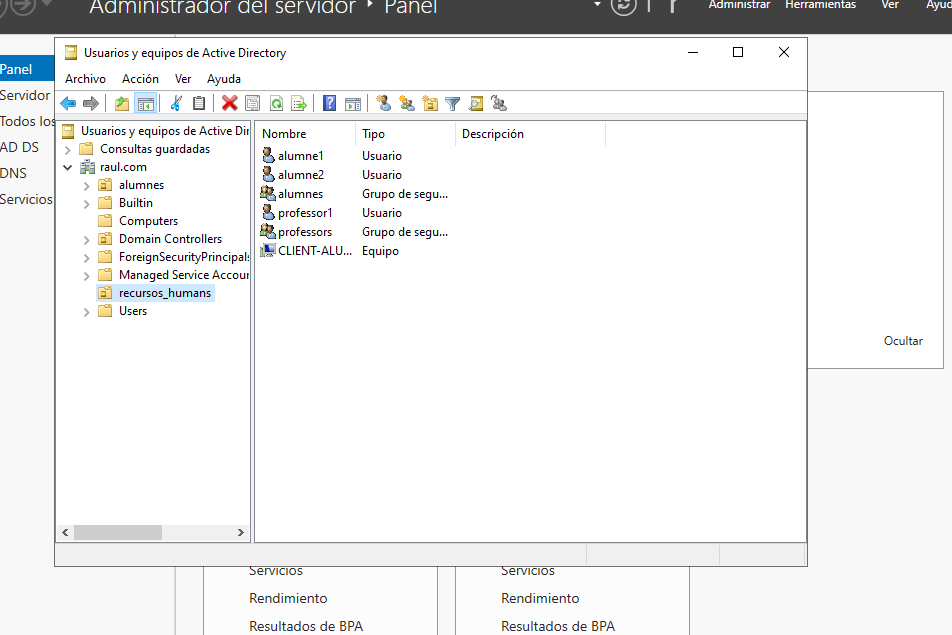 Administrador del servidor ‣ Panel
Administrar Herramientas Ver Ayud
Panel
Servidor
Todos los
AD DS
DNS
Servicios
Usuarios y equipos de Active Directory
Archivo Acción Ver Ayuda
Usuarios y equipos de Active Dir
Consultas guardadas
raul.com
alumnes
Builtin
Computers
Domain Controllers
ForeignSecurityPrincipals
Managed Service Accour
recursos_humans
Users
Nombre Tipo Descripción
alumne1 Usuario
alumne2 Usuario
alumnes Grupo de segu...
professor1 Usuario
professors Grupo de segu...
CLIENT-ALU... Equipo
Ocultar
Servicios
Rendimiento
Resultados de BPA
Servicios
Rendimiento
Resultados de BPA